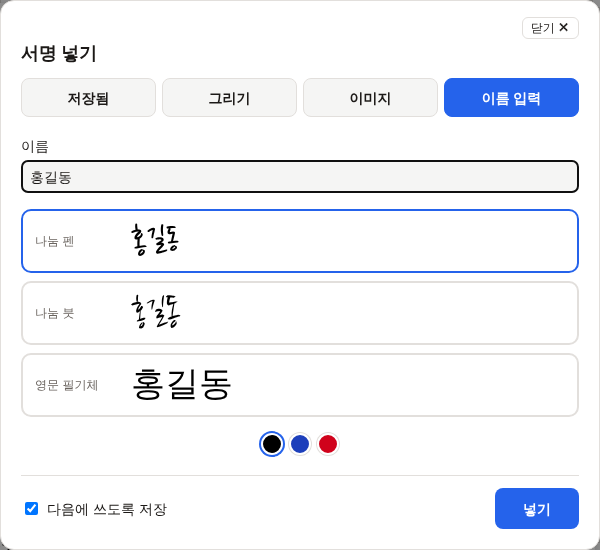 닫기 ✕
서명 넣기
저장됨 그리기 이미지 이름 입력
이름
홍길동
나눔 펜 홍길동
나눔 붓 홍길동
영문 필기체 홍길동
다음에 쓰도록 저장 넣기